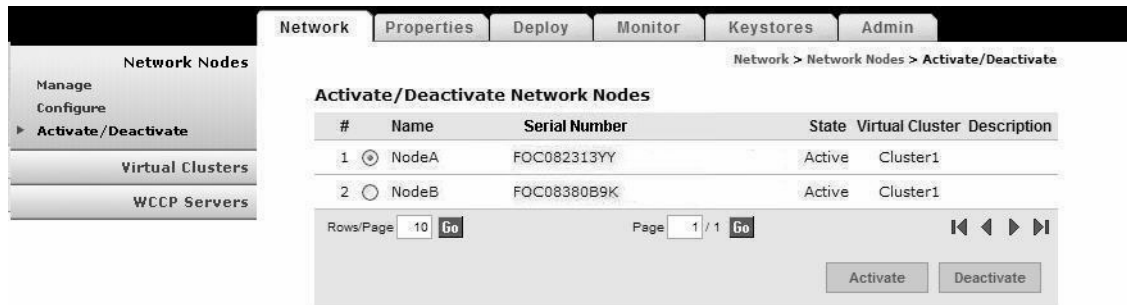 Network Properties Deploy Monitor Keystores Admin
Network Nodes
Manage
Configure
Activate/Deactivate
Virtual Clusters
WCCP Servers
Network > Network Nodes > Activate/Deactivate
Activate/Deactivate Network Nodes
# Name Serial Number State Virtual Cluster Description
1 NodeA FOC082313YY Active Cluster1
2 NodeB FOC08380B9K Active Cluster1
Rows/Page 10 Go Page 1 / 1 Go
Activate Deactivate